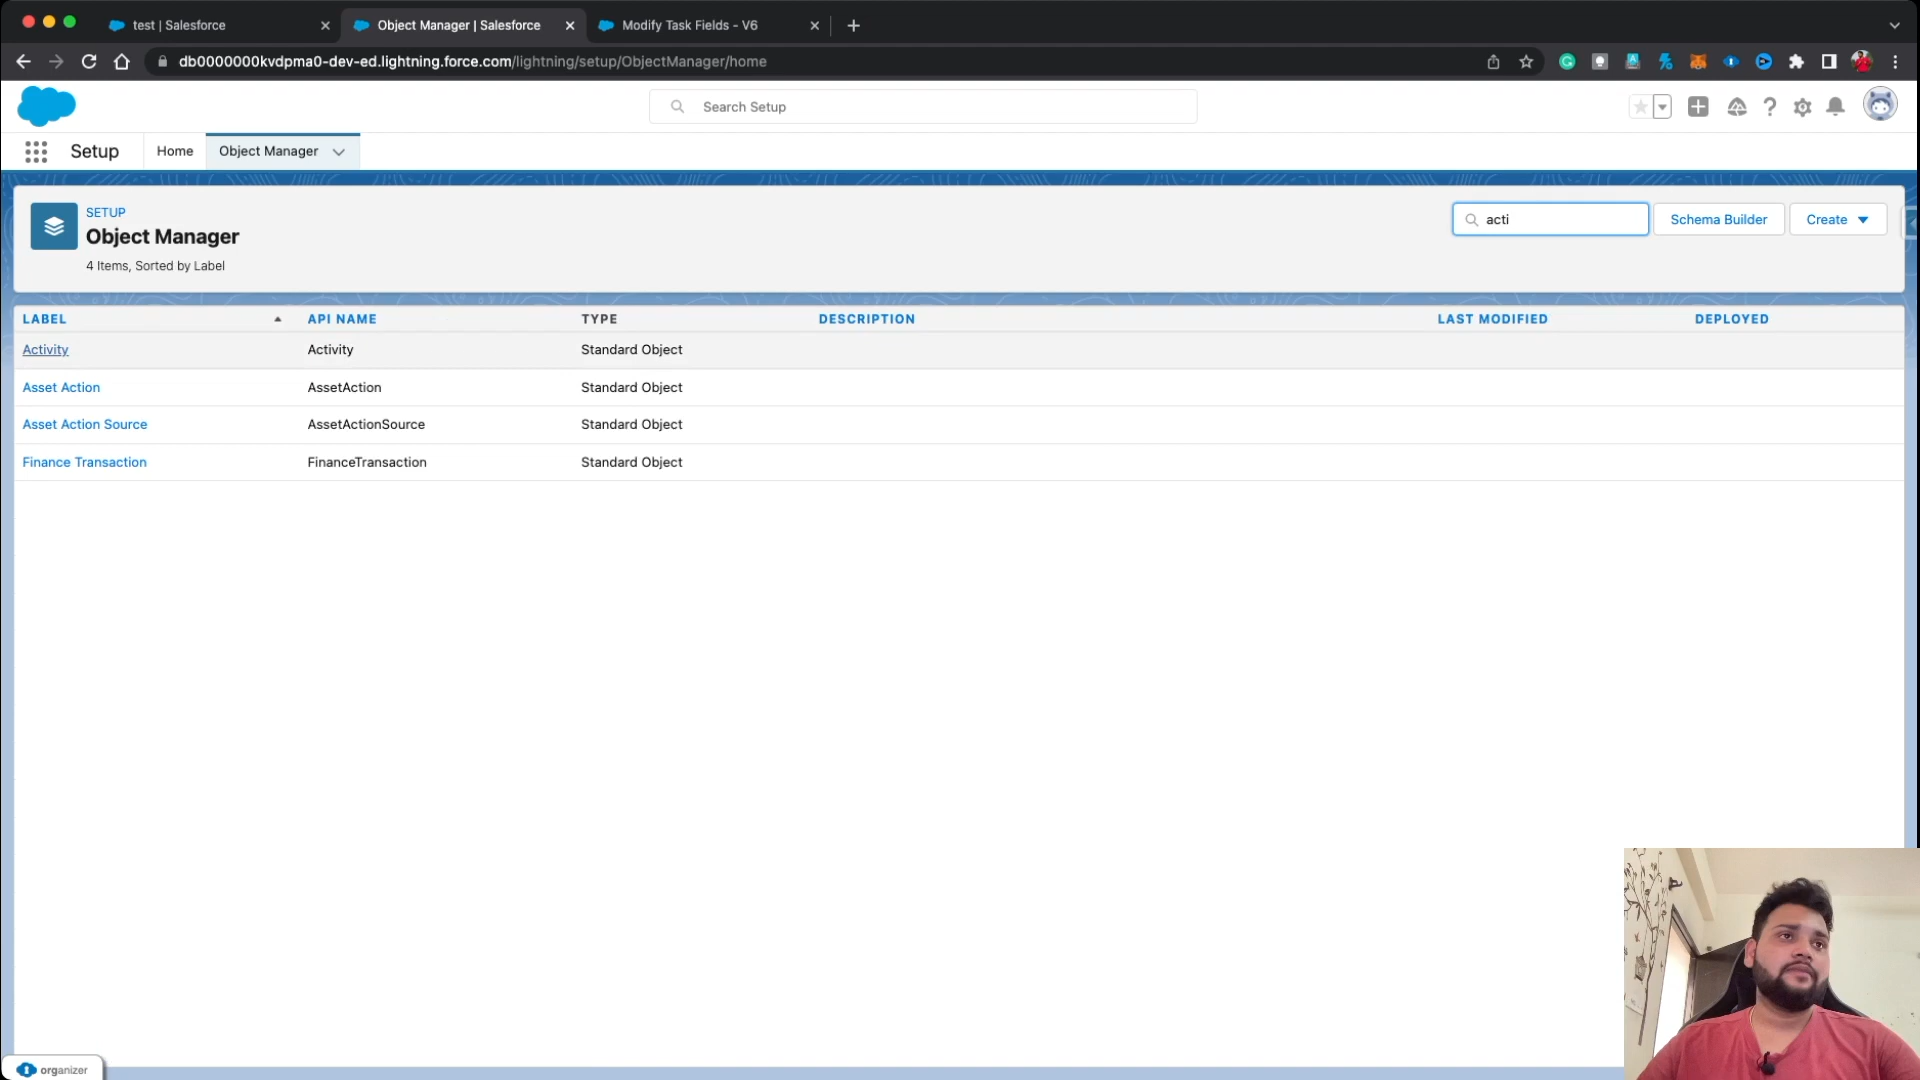 test | Salesforce
Object Manager | Salesforce
Modify Task Fields - V6
db0000000kvdpma0-dev-ed.lightning.force.com/lightning/setup/ObjectManager/home
Search Setup
Setup
Home
Object Manager
SETUP
Object Manager
4 Items, Sorted by Label
acti
Schema Builder
Create
LABEL API NAME TYPE DESCRIPTION LAST MODIFIED DEPLOYED
Activity Activity Standard Object
Asset Action AssetAction Standard Object
Asset Action Source AssetActionSource Standard Object
Finance Transaction FinanceTransaction Standard Object
organizer